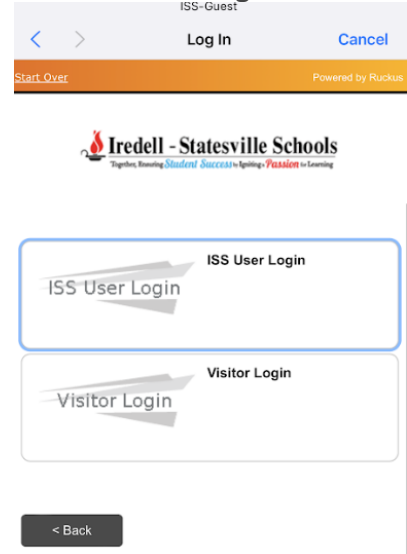 ISS-Guest
< > Log In Cancel
Start Over Powered by Ruckus
Iredell - Statesville Schools
Together, Ensuring Student Success by Igniting a Passion for Learning
ISS User Login
ISS User Login
Visitor Login
Visitor Login
< Back